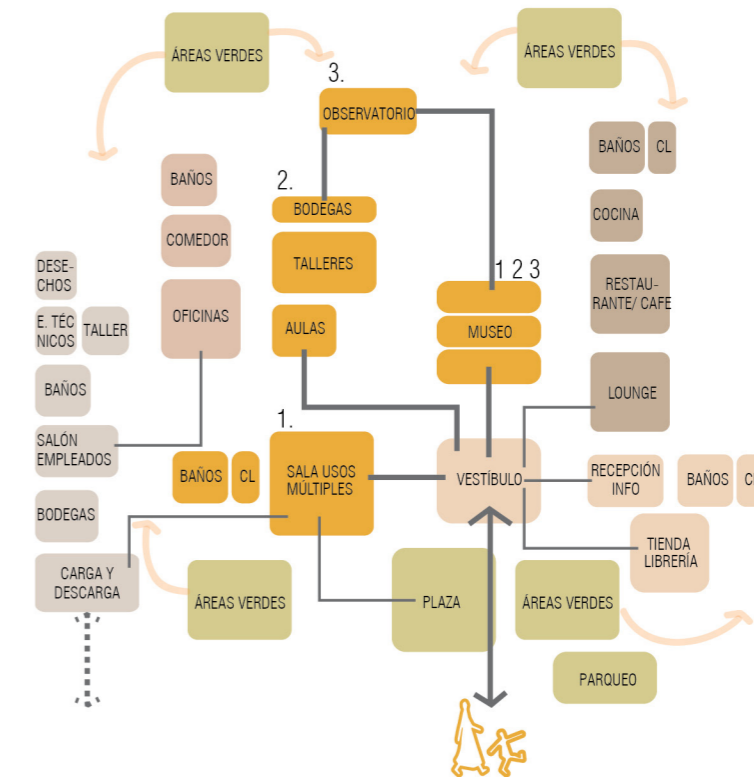 ÁREAS VERDES
ÁREAS VERDES
3.
OBSERVATORIO
BAÑOS
CL
BAÑOS
2.
BODEGAS
COCINA
COMEDOR
TALLERES
DESE-
CHOS
1 2 3
RESTAU-
RANTE/ CAFE
OFICINAS
E. TÉC
NICOS
TALLER
AULAS
MUSEO
BAÑOS
LOUNGE
1.
SALÓN
EMPLEADOS
BAÑOS
CL
SALA USOS
MÚLTIPLES
VESTÍBULO
RECEPCIÓN
INFO
BAÑOS
BODEGAS
TIENDA
LIBRERÍA
CARGA Y
DESCARGA
ÁREAS VERDES
PLAZA
ÁREAS VERDES
PARQUEO